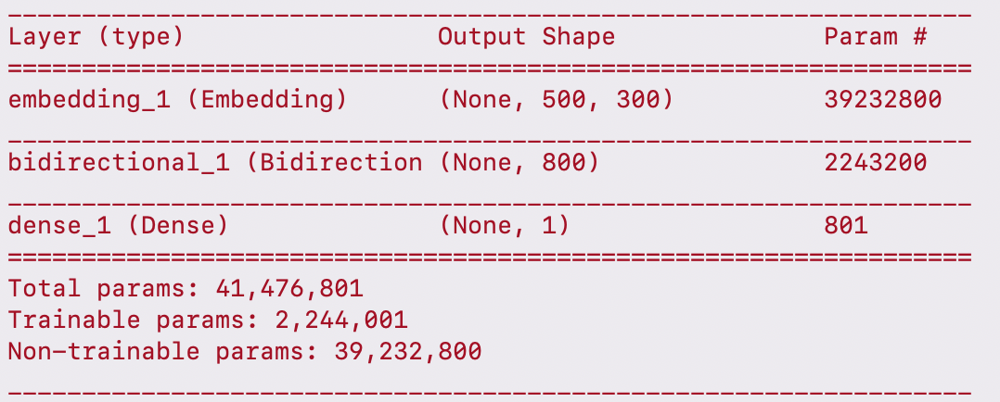 _________________________________________________________________
Layer (type)                 Output Shape              Param #
=================================================================
embedding_1 (Embedding)      (None, 500, 300)          39232800
_________________________________________________________________
bidirectional_1 (Bidirection (None, 800)               2243200
_________________________________________________________________
dense_1 (Dense)              (None, 1)                 801
=================================================================
Total params: 41,476,801
Trainable params: 2,244,001
Non-trainable params: 39,232,800
_________________________________________________________________